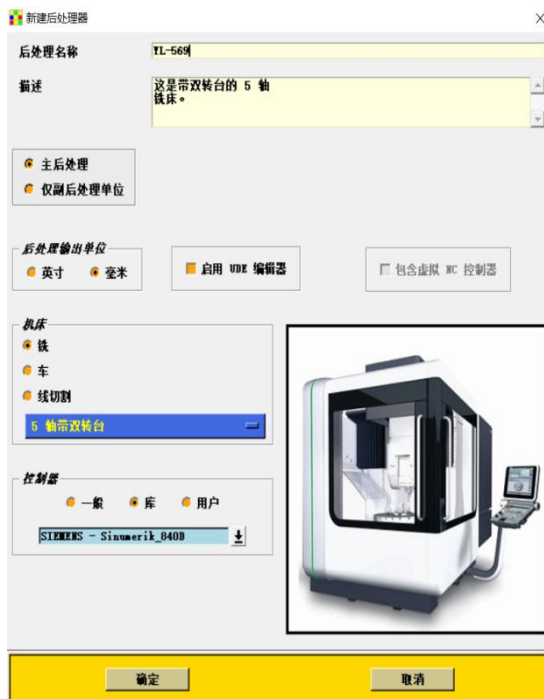 新建后处理器
后处理名称
YL-569
描述
这是带双转台的 5 轴
铣床。
主后处理
仅副后处理单位
后处理输出单位
英寸 毫米
启用 UDE 编辑器
包含虚拟 NC 控制器
机床
铣
车
线切割
5 轴带双转台
控制器
一般 库 用户
SIEMENS - Sinumerik_840D
确定 取消